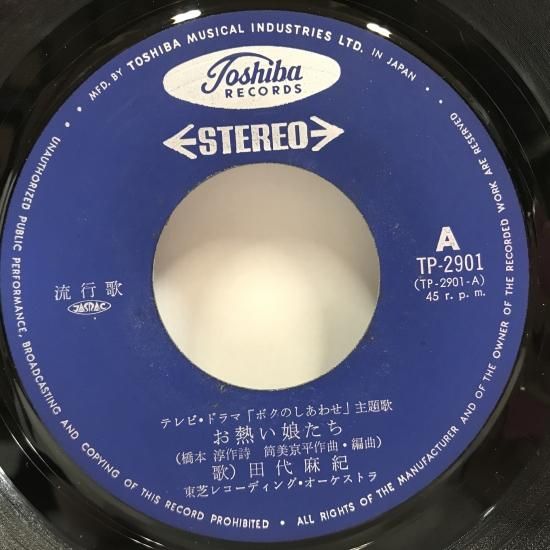 MFD. BY TOSHIBA MUSICAL INDUSTRIES LTD. IN JAPAN
Toshiba
RECORDS
STEREO
A
TP-2901
(TP-2901-A)
45 r. p. m.
流行歌
JASRAC
テレビ・ドラマ「ボクのしあわせ」主題歌
お熱い娘たち
(橋本 淳作詩 筒美京平作曲・編曲)
歌) 田代麻紀
東芝レコーディング・オーケストラ
UNAUTHORIZED PUBLIC PERFORMANCE, BROADCASTING AND COPYING OF THIS RECORD PROHIBITED • ALL RIGHTS OF THE MANUFACTURER AND OF THE OWNER OF THE RECORDED WORK ARE RESERVED